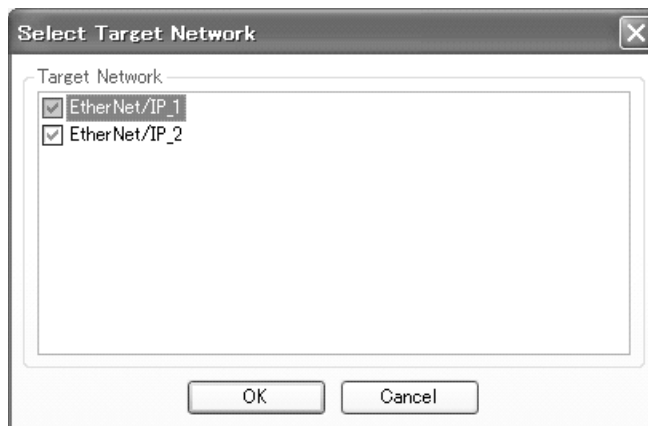 Select Target Network
Target Network
EtherNet/IP_1
EtherNet/IP_2
OK
Cancel